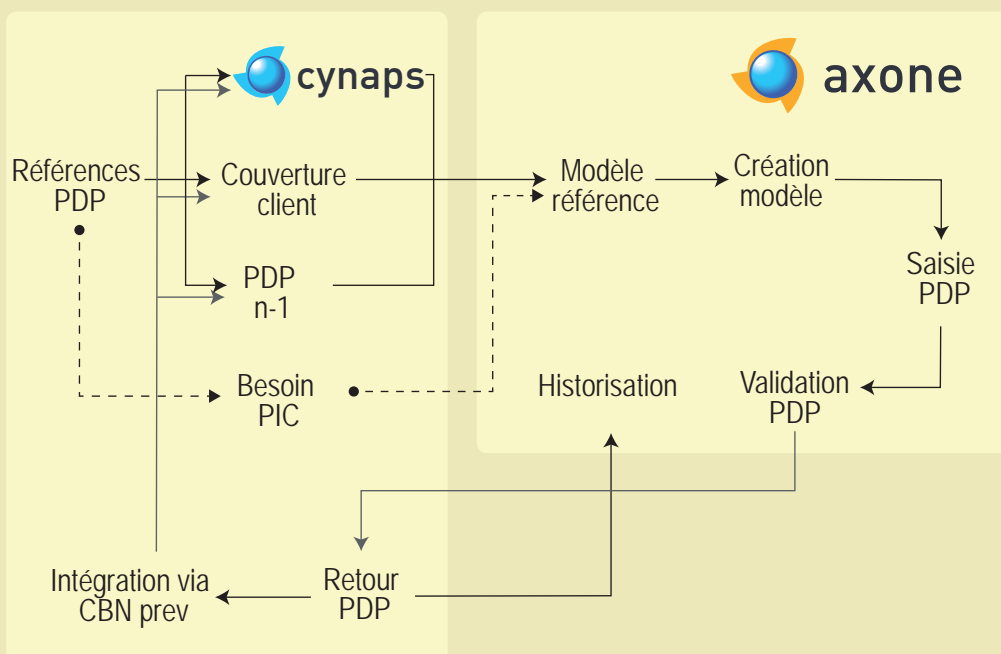 cynaps
axone
Références
PDP
Couverture
client
Modèle
référence
Création
modèle
PDP
n-1
Saisie
PDP
Besoin
PIC
Historisation
Validation
PDP
Intégration via
CBN prev
Retour
PDP